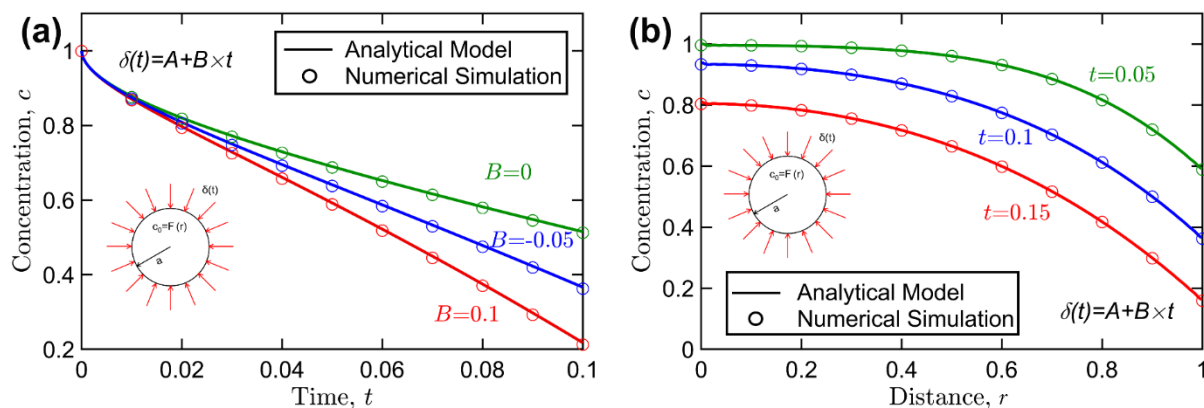 (a)
Concentration, c
1
0.8
0.6
0.4
0.2
δ(t)=A+B×t
Analytical Model
Numerical Simulation
B=0
B=-0.05
B=0.1
δ(t)
c₀=F (r)
a
0 0.02 0.04 0.06 0.08 0.1
Time, t
(b)
Concentration, c
1
0.8
0.6
0.4
0.2
0
t=0.05
t=0.1
t=0.15
δ(t)
c₀=F (r)
a
Analytical Model
Numerical Simulation
δ(t)=A+B×t
0 0.2 0.4 0.6 0.8 1
Distance, r